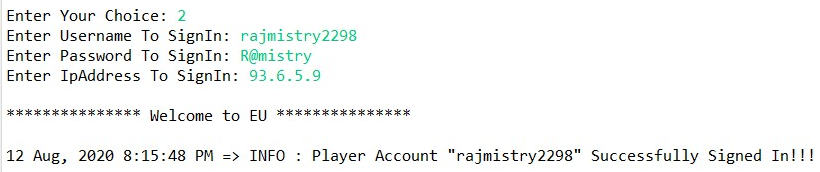 Enter Your Choice: 2
Enter Username To SignIn: rajmistry2298
Enter Password To SignIn: R@mistry
Enter IpAddress To SignIn: 93.6.5.9
*************** Welcome to EU ***************
12 Aug, 2020 8:15:48 PM => INFO : Player Account "rajmistry2298" Successfully Signed In!!!